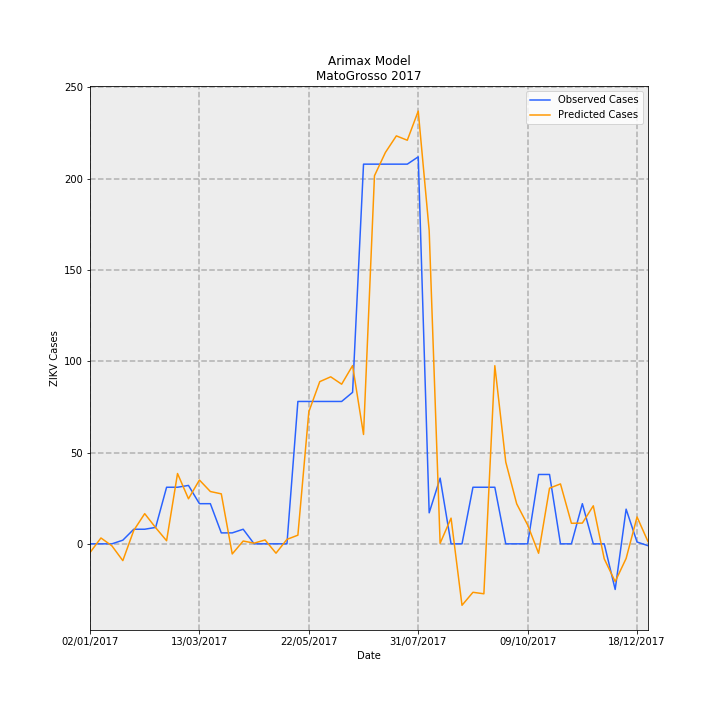 Arimax Model
MatoGrosso 2017
Observed Cases
Predicted Cases
ZIKV Cases
250
200
150
100
50
0
02/01/2017
13/03/2017
22/05/2017
31/07/2017
09/10/2017
18/12/2017
Date